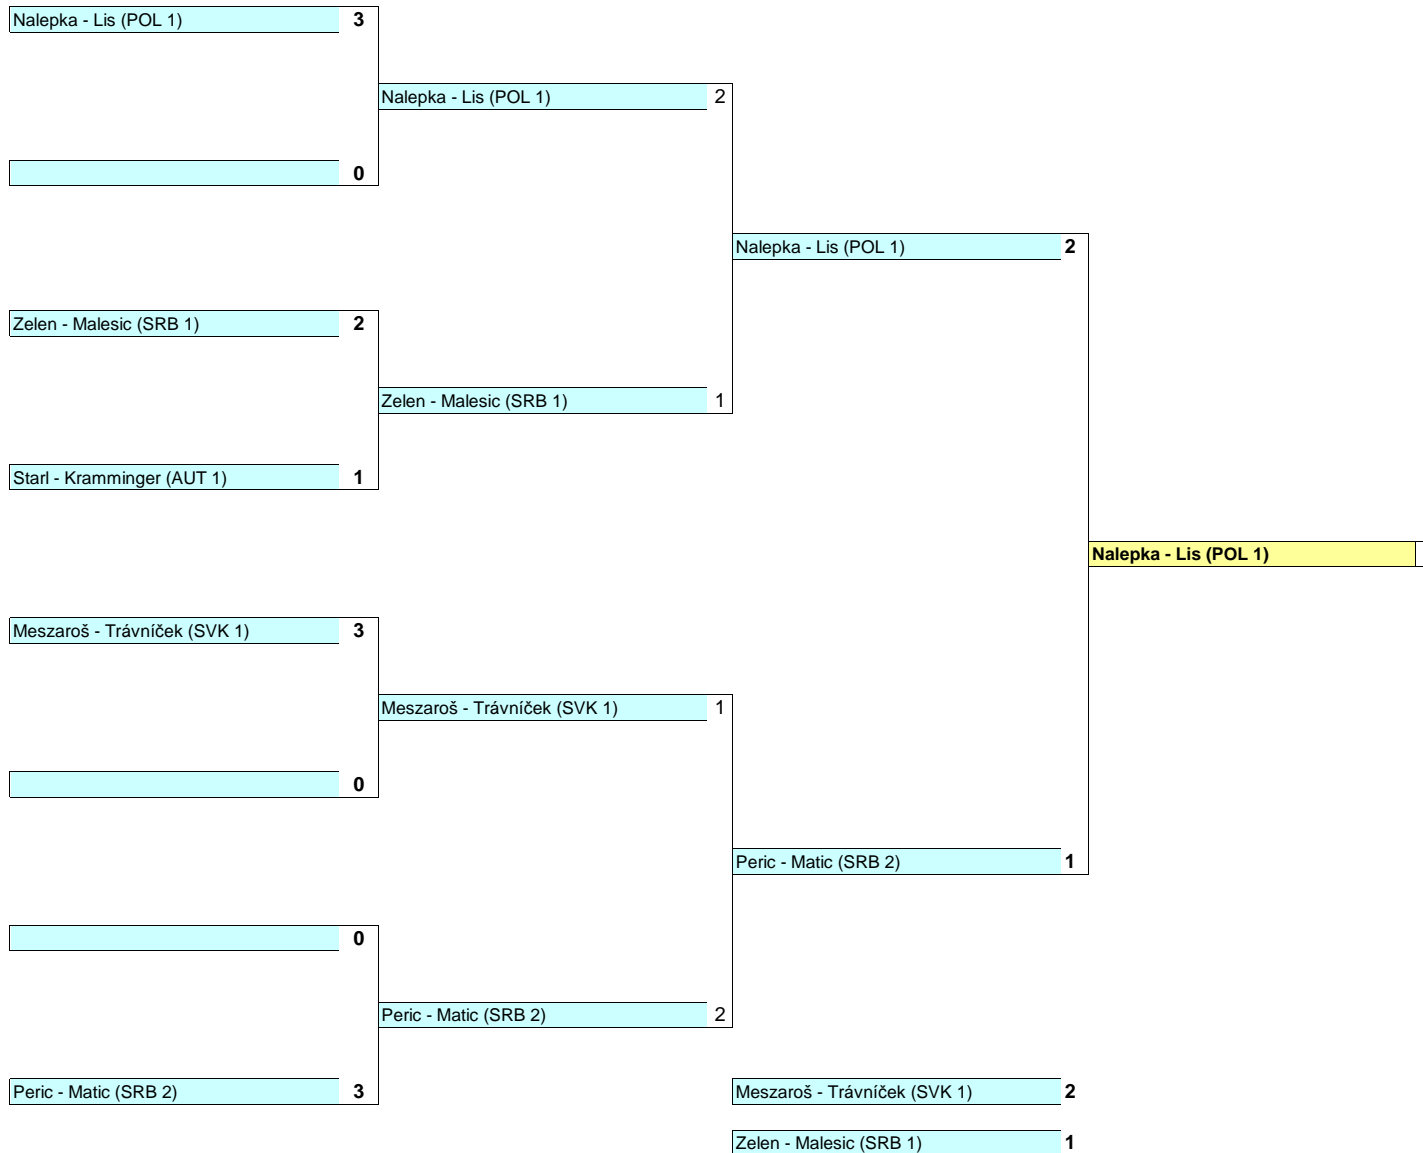 Nalepka - Lis (POL 1) 3
Nalepka - Lis (POL 1) 2
0
Nalepka - Lis (POL 1) 2
Zelen - Malesic (SRB 1) 2
Zelen - Malesic (SRB 1) 1
Starl - Kramminger (AUT 1) 1
Nalepka - Lis (POL 1)
Meszaroš - Trávníček (SVK 1) 3
Meszaroš - Trávníček (SVK 1) 1
0
Peric - Matic (SRB 2) 1
0
Peric - Matic (SRB 2) 2
Peric - Matic (SRB 2) 3
Meszaroš - Trávníček (SVK 1) 2
Zelen - Malesic (SRB 1) 1